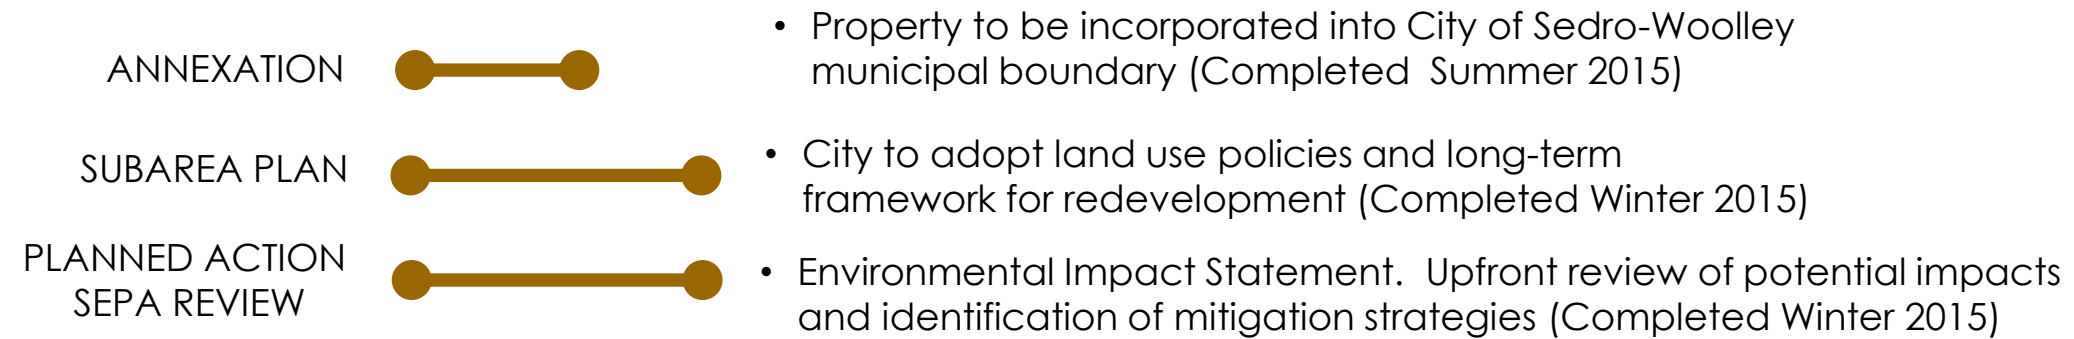 ANNEXATION
• Property to be incorporated into City of Sedro-Woolley
municipal boundary (Completed  Summer 2015)
SUBAREA PLAN
• City to adopt land use policies and long-term
framework for redevelopment (Completed Winter 2015)
PLANNED ACTION
SEPA REVIEW
• Environmental Impact Statement.  Upfront review of potential impacts
and identification of mitigation strategies (Completed Winter 2015)